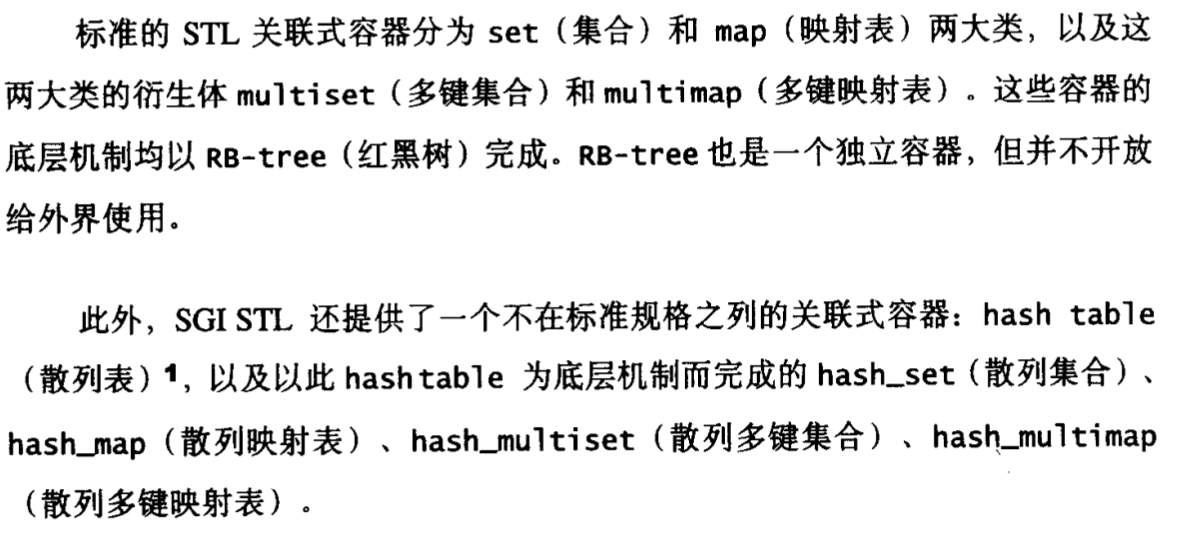 标准的 STL 关联式容器分为 set（集合）和 map（映射表）两大类，以及这
两大类的衍生体 multiset（多键集合）和 multimap（多键映射表）。这些容器的
底层机制均以 RB-tree（红黑树）完成。RB-tree 也是一个独立容器，但并不开放
给外界使用。
此外，SGI STL 还提供了一个不在标准规格之列的关联式容器：hash table
（散列表）1，以及以此 hashtable 为底层机制而完成的 hash_set（散列集合）、
hash_map（散列映射表）、hash_multiset（散列多键集合）、hash_multimap
（散列多键映射表）。